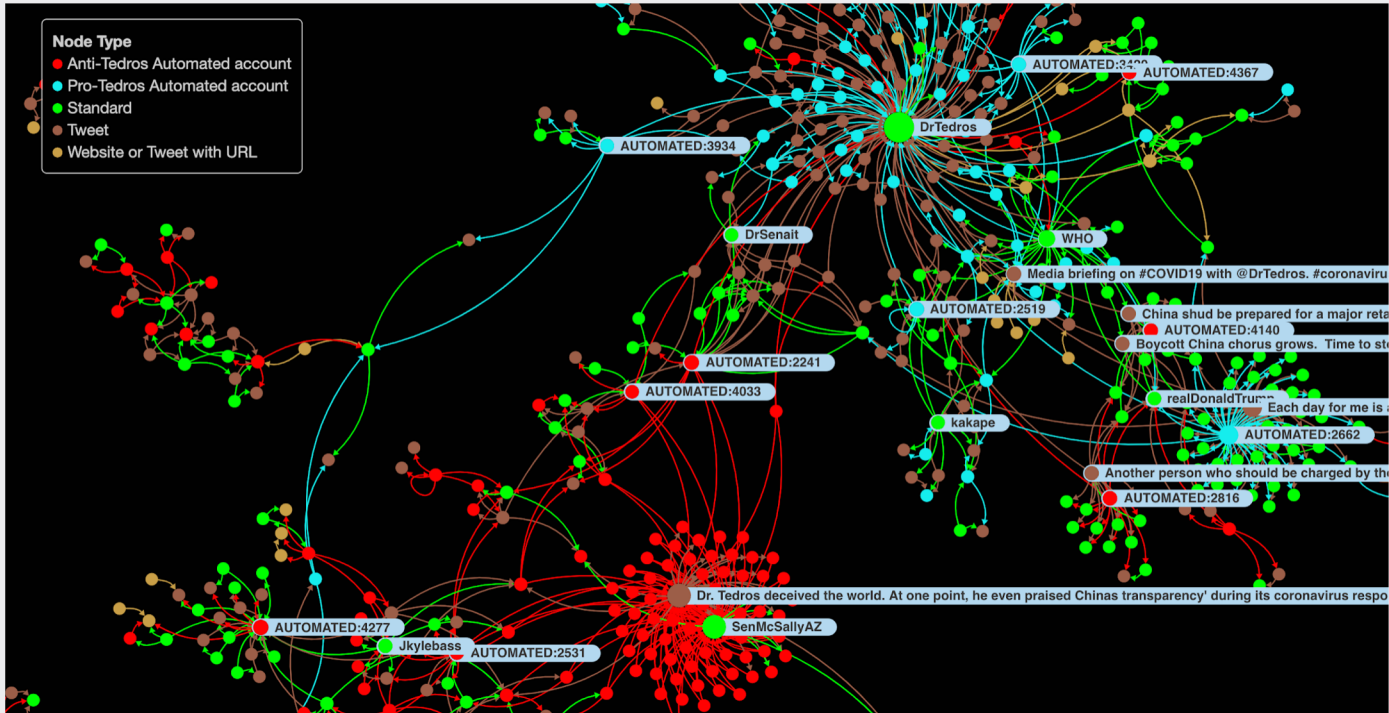 Node Type
Anti-Tedros Automated account
Pro-Tedros Automated account
Standard
Tweet
Website or Tweet with URL
AUTOMATED:4367
DrTedros
AUTOMATED:3934
DrSenait
WHO
Media briefing on #COVID19 with @DrTedros. #coronaviru
AUTOMATED:2519
China shud be prepared for a major reta
AUTOMATED:4140
Boycott China chorus grows. Time to ste
AUTOMATED:2241
AUTOMATED:4033
realDonaldTrump
Each day for me is a
kakape
AUTOMATED:2662
Another person who should be charged by the
AUTOMATED:2816
Dr. Tedros deceived the world. At one point, he even praised Chinas transparency' during its coronavirus respo
SenMcSallyAZ
AUTOMATED:4277
Jkylebass
AUTOMATED:2531